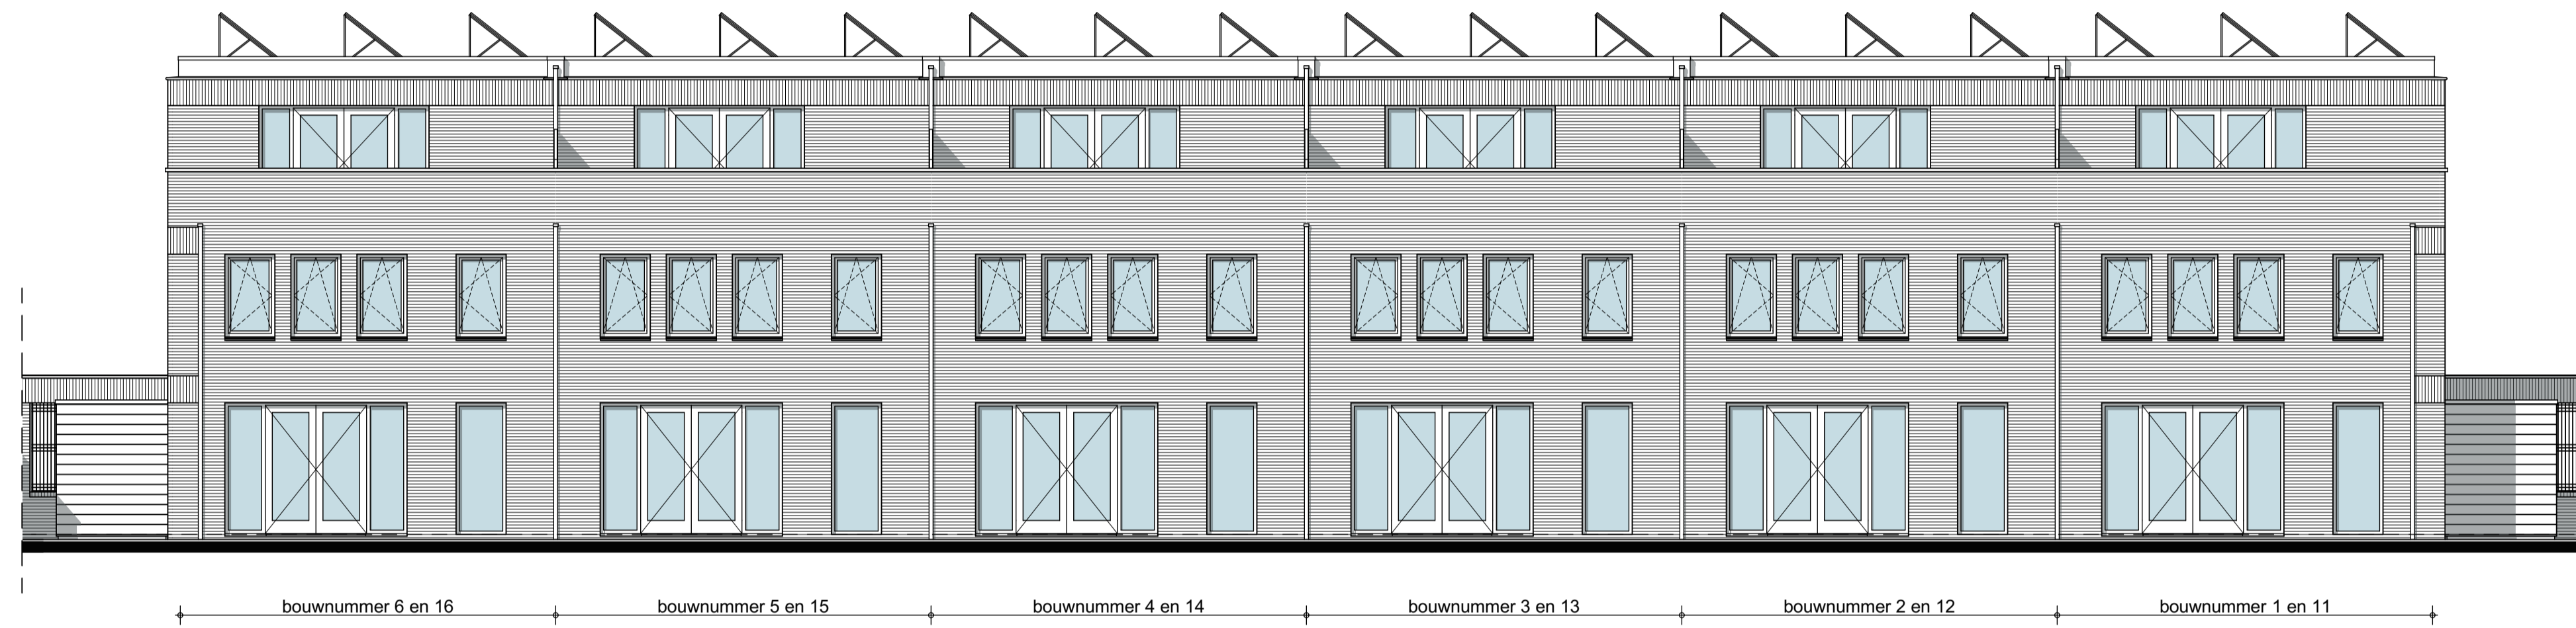 bouwnummer 6 en 16
bouwnummer 5 en 15
bouwnummer 4 en 14
bouwnummer 3 en 13
bouwnummer 2 en 12
bouwnummer 1 en 11